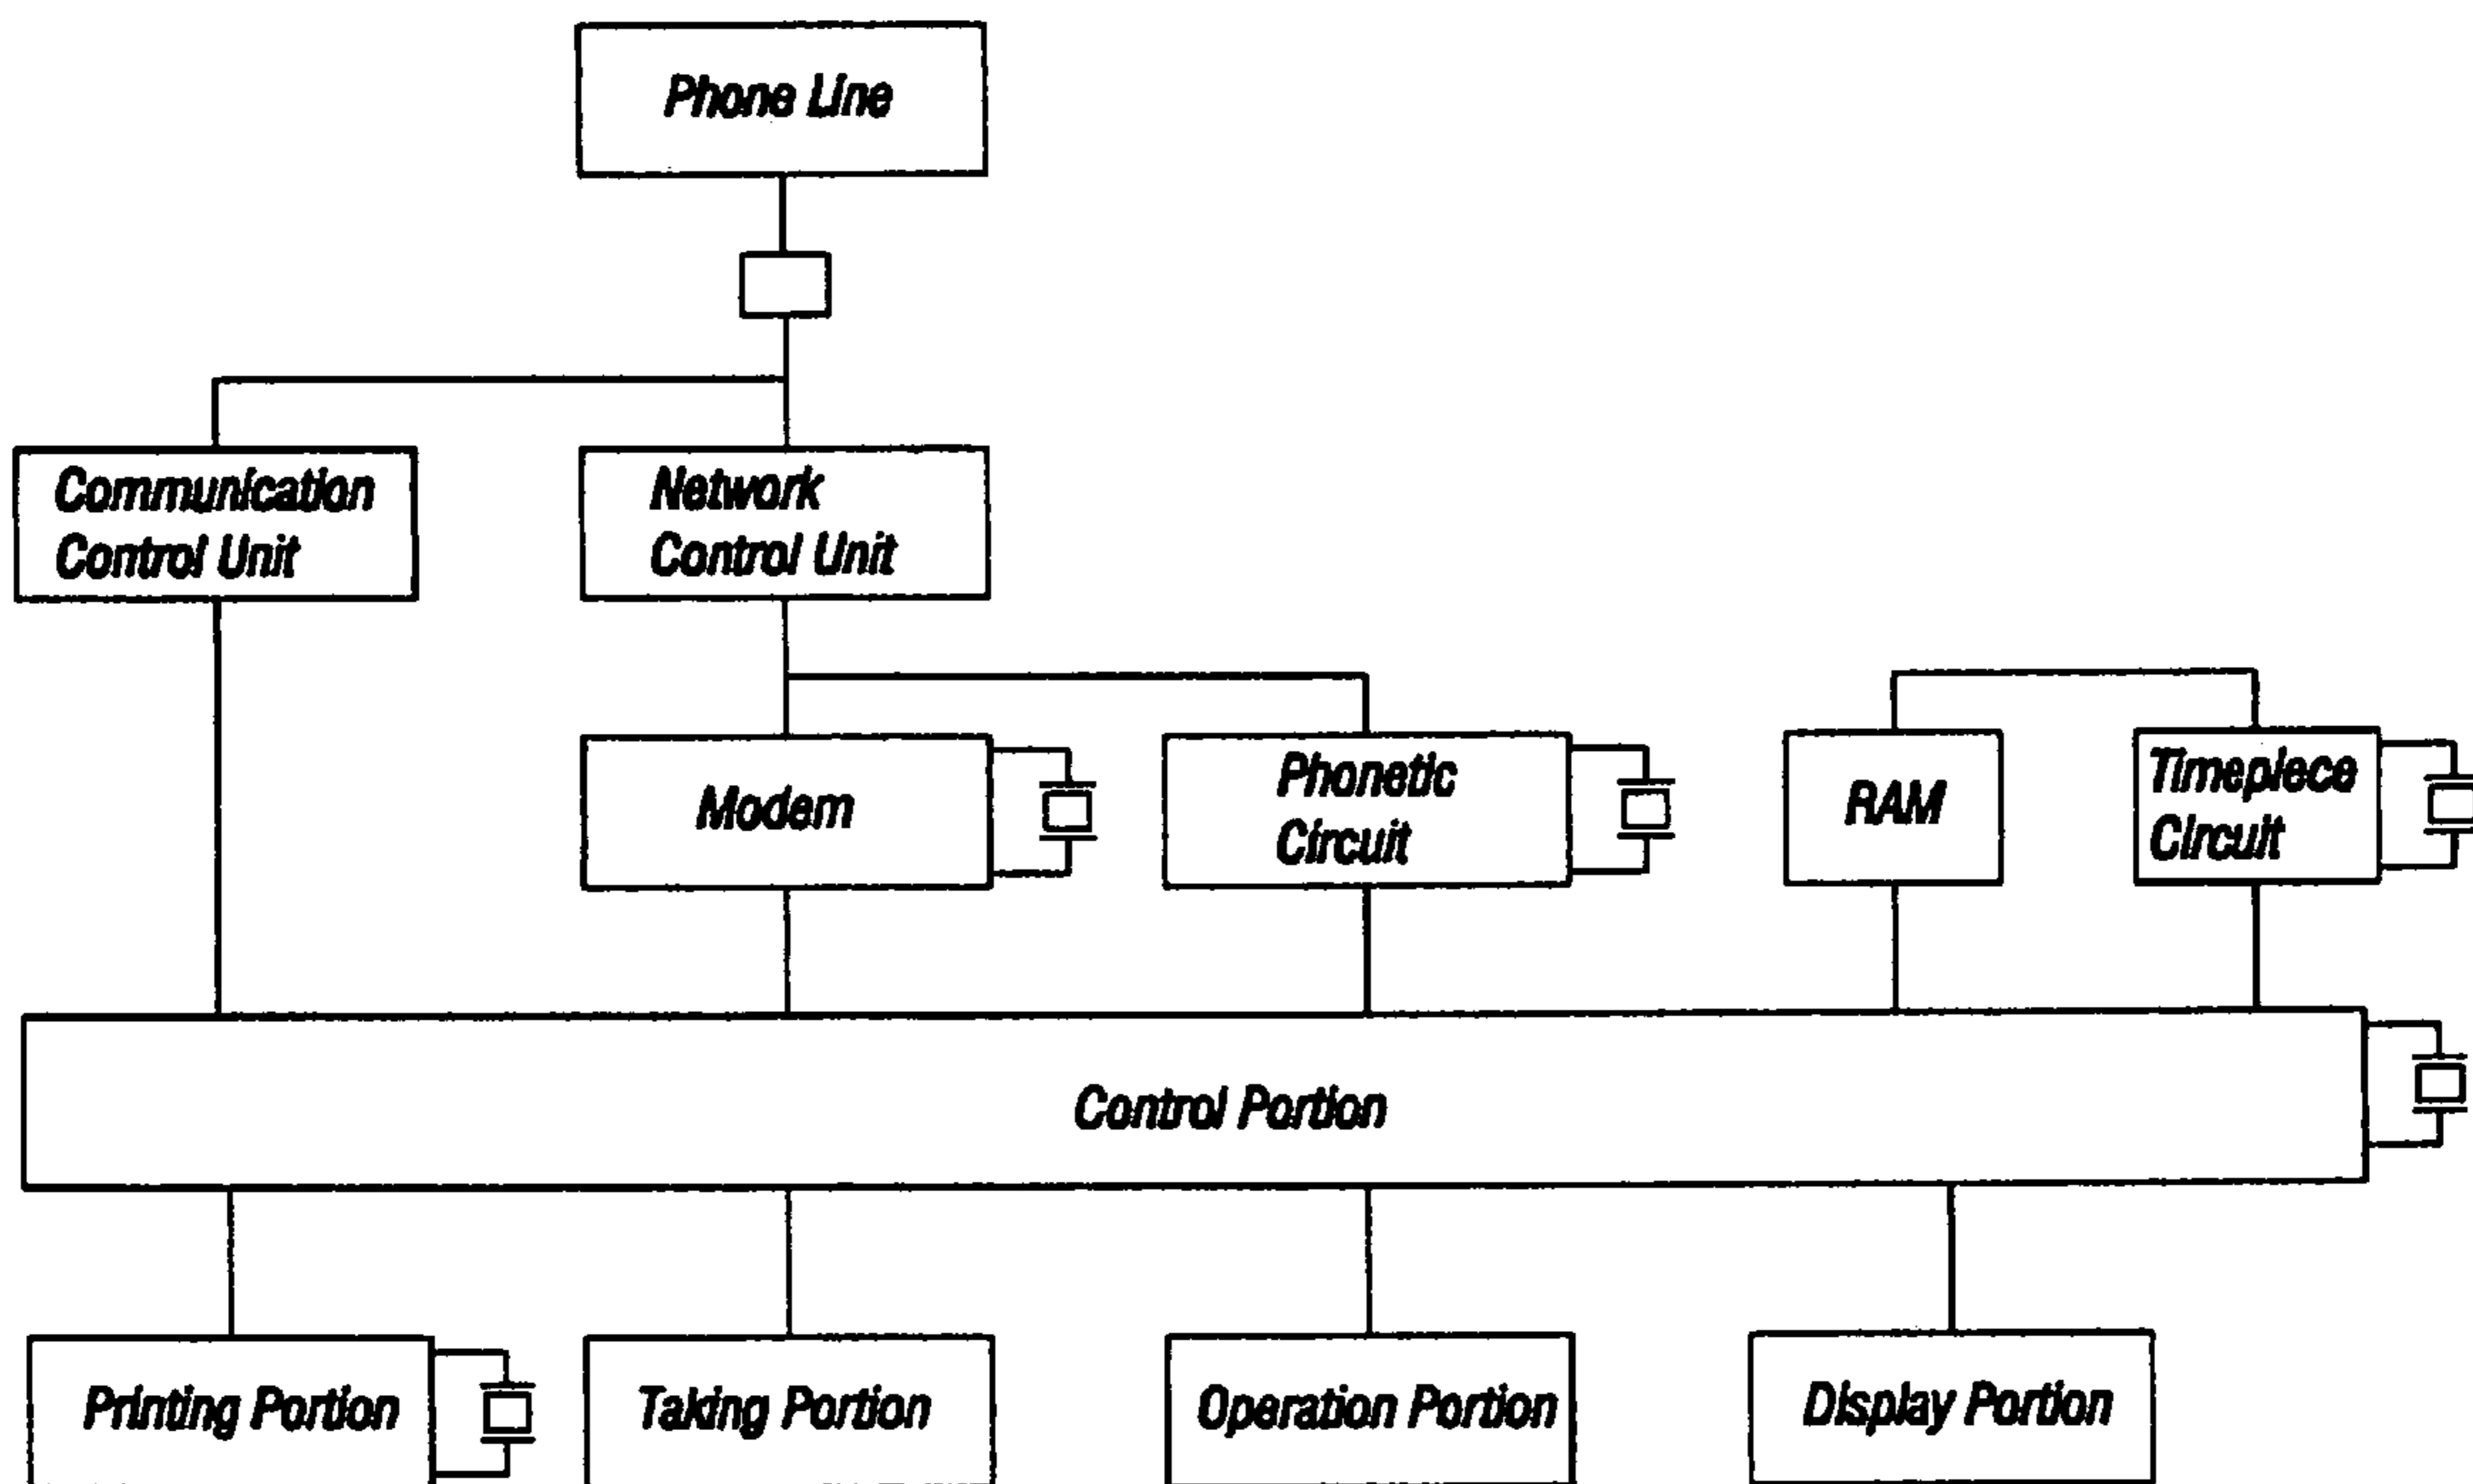 Phone Line
Communication
Control Unit
Network
Control Unit
Modem
Phonetic
Circuit
RAM
Timepiece
Circuit
Control Portion
Printing Portion
Taking Portion
Operation Portion
Display Portion